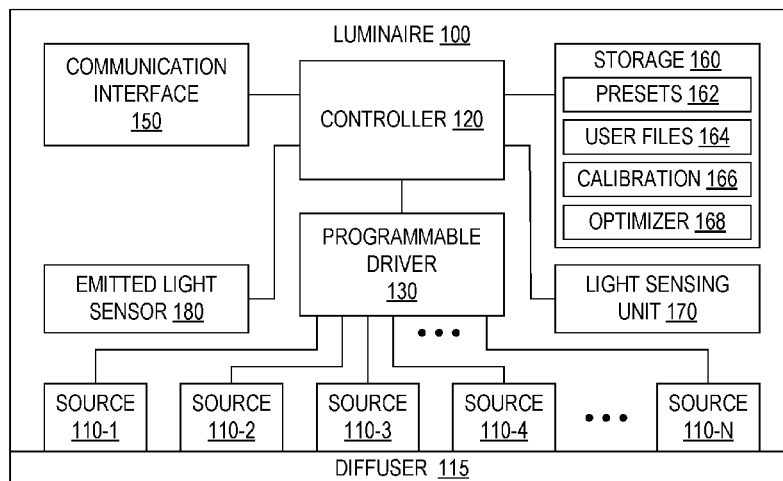 LUMINAIRE 100
COMMUNICATION
INTERFACE
150
CONTROLLER 120
STORAGE 160
PRESETS 162
USER FILES 164
CALIBRATION 166
OPTIMIZER 168
PROGRAMMABLE
DRIVER
130
EMITTED LIGHT
SENSOR 180
LIGHT SENSING
UNIT 170
SOURCE
110-1
SOURCE
110-2
SOURCE
110-3
SOURCE
110-4
SOURCE
110-N
DIFFUSER 115